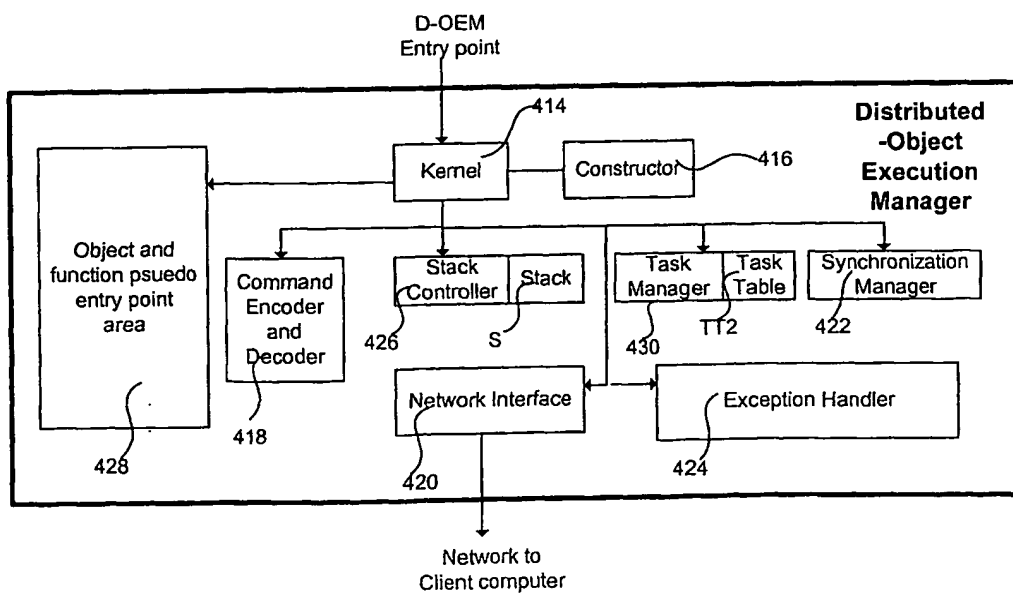 D-OEM
Entry point
414
Kernel
Constructor
416
Distributed
-Object
Execution
Manager
Object and
function psuedo
entry point
area
428
Command
Encoder
and
Decoder
418
Stack
Controller
Stack
426
S
Task
Manager
Task
Table
430
TT2
Synchronization
Manager
422
Network Interface
420
Exception Handler
424
Network to
Client computer